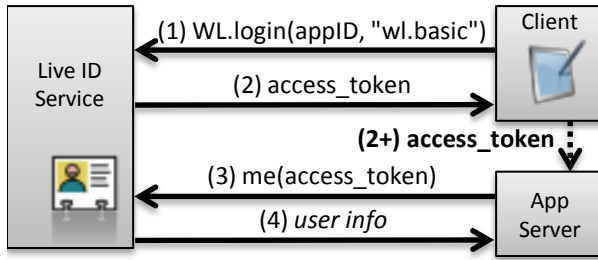 (1) WL.login(appID, "wl.basic")
Client
Live ID
Service
(2) access_token
(2+) access_token
(3) me(access_token)
App
Server
(4) user info